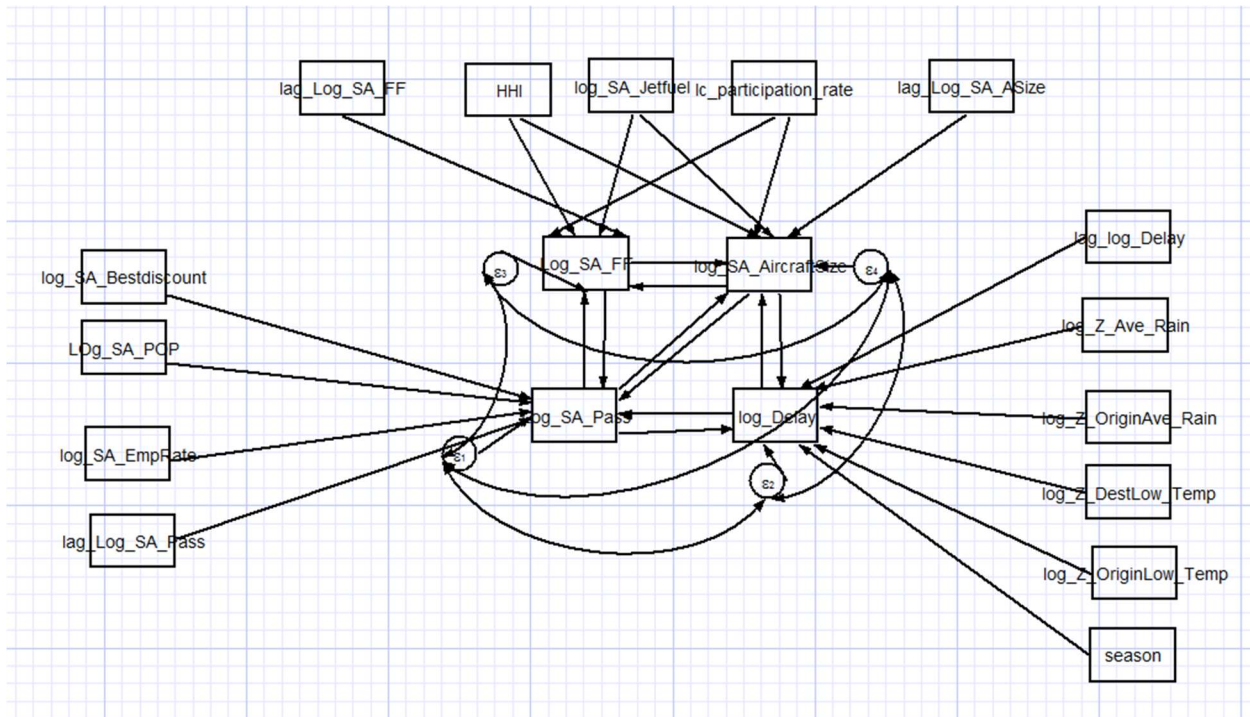 lag_Log_SA_FF
HHI
log_SA_Jetfuel
lc_participation_rate
lag_Log_SA_ASize
lag_log_Delay
log_SA_Bestdiscount
ε3
Log_SA_FF
log_SA_AircraftSize
ε4
log_Z_Ave_Rain
LOg_SA_POP
log_SA_Pass
log_Delay
log_Z_OriginAve_Rain
log_SA_EmpRate
ε1
ε2
log_Z_DestLow_Temp
lag_Log_SA_Pass
log_Z_OriginLow_Temp
season